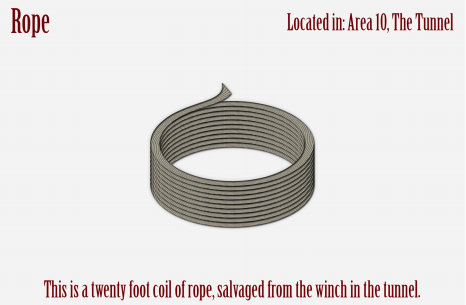 Rope
Located in: Area 10, The Tunnel
This is a twenty foot coil of rope, salvaged from the winch in the tunnel.